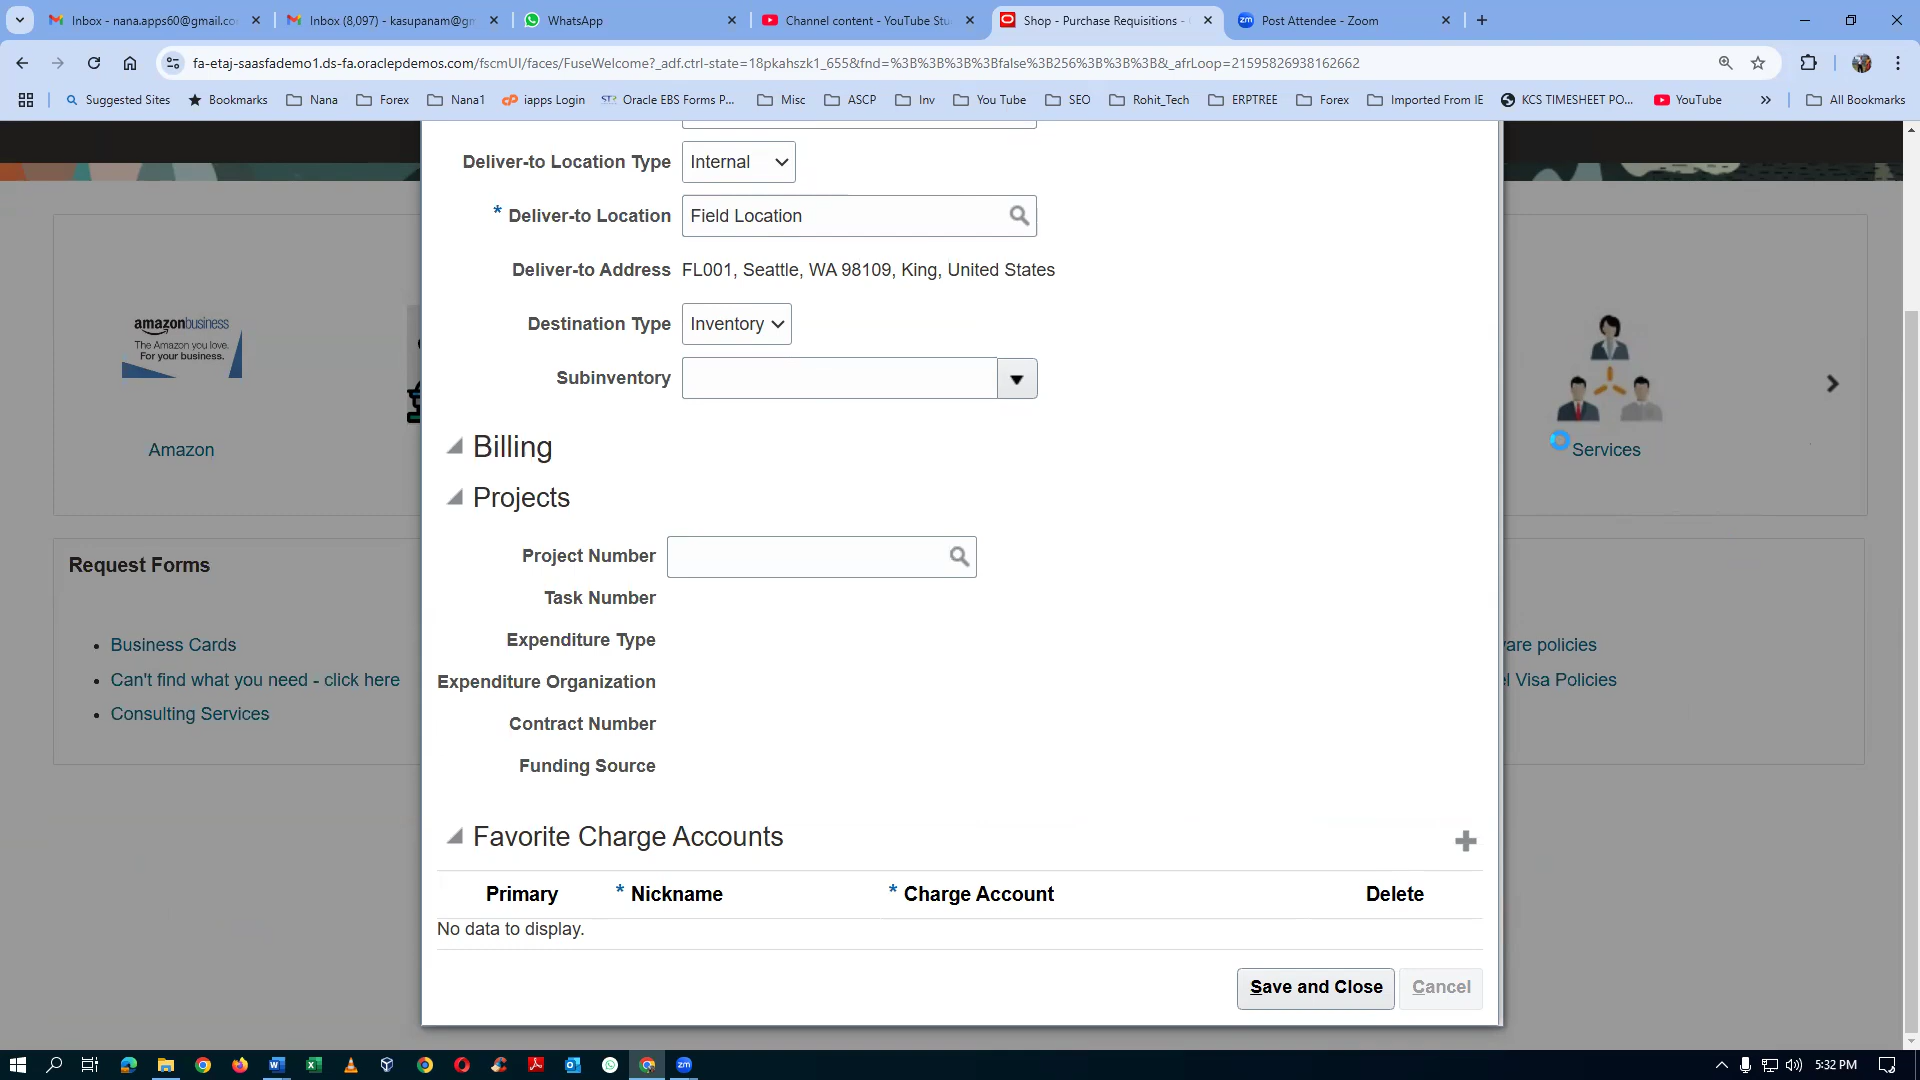 Inbox - nana.apps60@gmail.co
Inbox (8,097) - kasupanam@gm
WhatsApp
Channel content - YouTube Stu
Shop - Purchase Requisitions -
Post Attendee - Zoom
fa-etaj-saasfademo1.ds-fa.oraclepdemos.com/fscmUI/faces/FuseWelcome?_adf.ctrl-state=18pkahszk1_655&fnd=%3B%3B%3B%3Bfalse%3B256%3B%3B%3B&_afrLoop=21595826938162662
Suggested Sites
Bookmarks
Nana
Forex
Nana1
iapps Login
Oracle EBS Forms P...
Misc
ASCP
Inv
You Tube
SEO
Rohit_Tech
ERPTREE
Forex
Imported From IE
KCS TIMESHEET PO...
YouTube
All Bookmarks
Deliver-to Location Type Internal
* Deliver-to Location Field Location
Deliver-to Address FL001, Seattle, WA 98109, King, United States
Destination Type Inventory
Subinventory
Billing
Projects
Project Number
Task Number
Expenditure Type
Expenditure Organization
Contract Number
Funding Source
Favorite Charge Accounts
Primary * Nickname * Charge Account Delete
No data to display.
Save and Close Cancel
amazonbusiness
The Amazon you love.
For your business.
Amazon
Services
Request Forms
Business Cards
Can't find what you need - click here
Consulting Services
are policies
l Visa Policies
5:32 PM